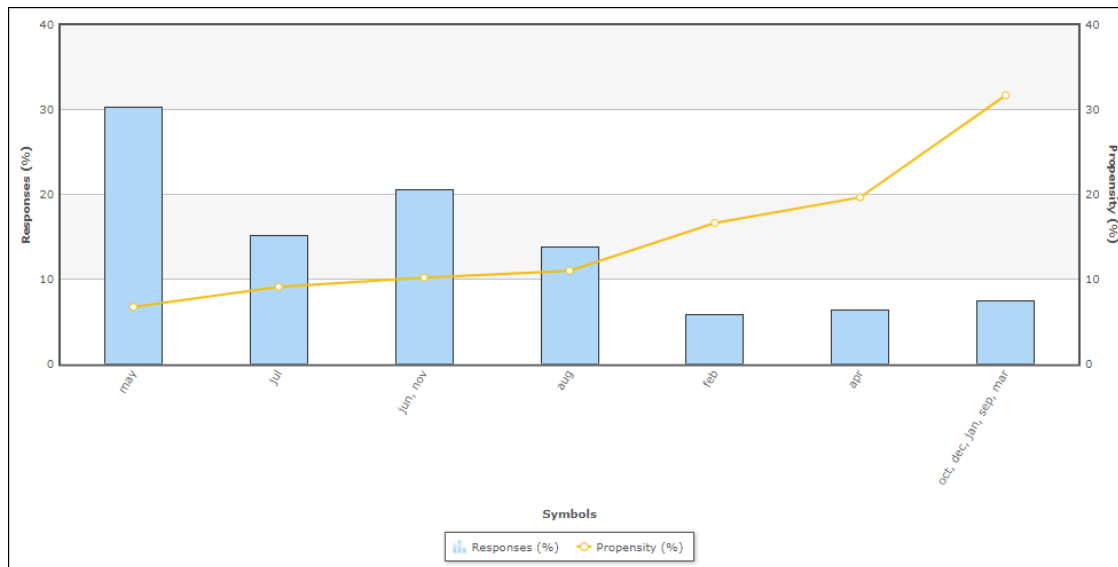 40
30
20
10
0
Responses (%)
40
30
20
10
0
Propensity (%)
may
jul
jun, nov
aug
feb
apr
oct, dec, jan, sep, mar
Symbols
Responses (%)
Propensity (%)